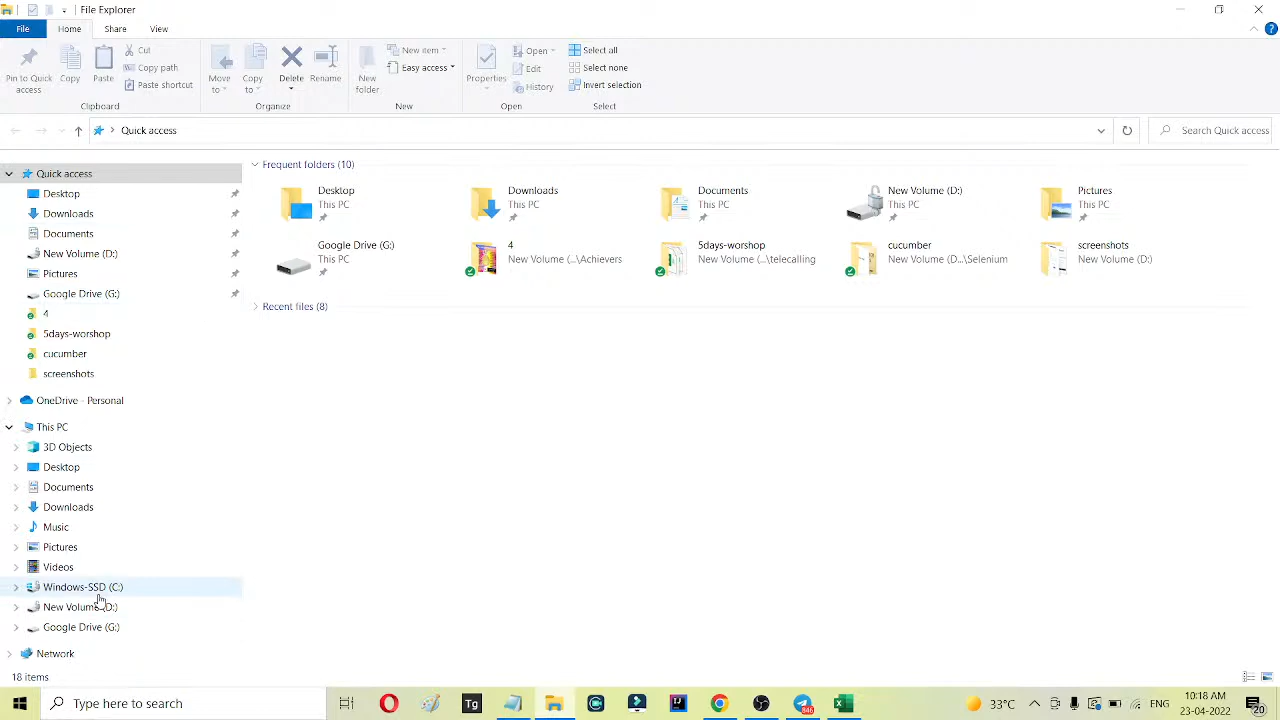 File Explorer
File Home Share View
Pin to Quick access
Copy
Paste
Cut
Copy path
Paste shortcut
Clipboard
Move to
Copy to
Delete
Rename
Organize
New folder
New item
Easy access
New
Properties
Open
Edit
History
Open
Select all
Select none
Invert selection
Select
Quick access
Search Quick access
Quick access
Desktop
Downloads
Documents
New Volume (D:)
Pictures
Google Drive (G:)
4
5days-worshop
cucumber
screenshots
OneDrive - Personal
This PC
3D Objects
Desktop
Documents
Downloads
Music
Pictures
Videos
Windows-SSD (C:)
New Volume (D:)
Google Drive (G:)
Network
Frequent folders (10)
Desktop
This PC
Downloads
This PC
Documents
This PC
New Volume (D:)
This PC
Pictures
This PC
Google Drive (G:)
This PC
4
New Volume (...\Achievers
5days-worshop
New Volume (...\telecalling
cucumber
New Volume (D...\Selenium
screenshots
New Volume (D:)
Recent files (8)
18 items
Type here to search
Tg
846
33°C
ENG
10:18 AM
23-04-2022
20